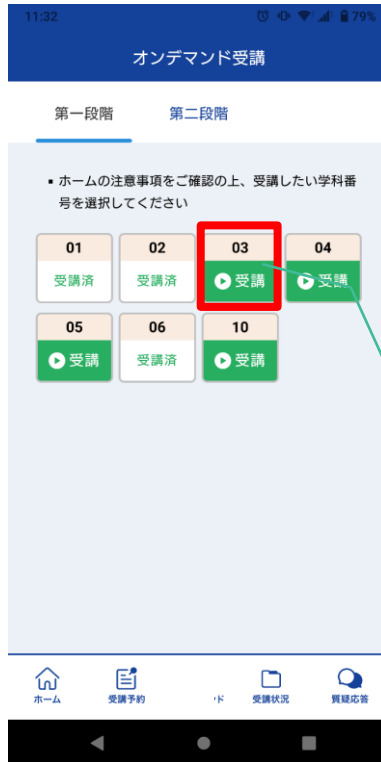 11:32
79%
オンデマンド受講
第一段階 第二段階
▪ ホームの注意事項をご確認の上、受講したい学科番
号を選択してください
01 02 03 04
受講済 受講済 受講 受講
05 06 10
受講 受講済 受講
ホーム 受講予約 ド 受講状況 質疑応答